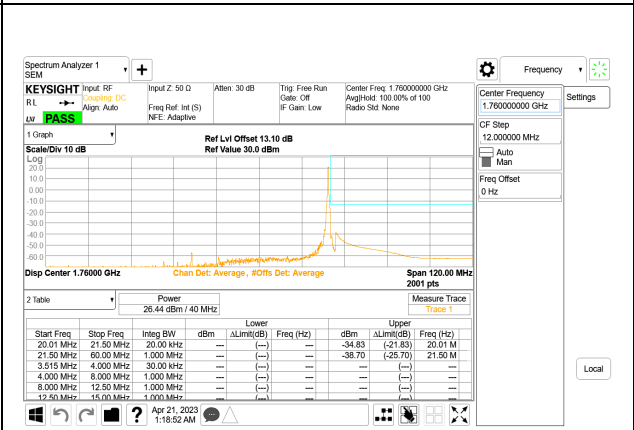 Spectrum Analyzer 1
SEM
Frequency
KEYSIGHT
Input: RF
Coupling: DC
Align: Auto
Input Z: 50 Ω
Freq Ref: Int (S)
NFE: Adaptive
Atten: 30 dB
Trig: Free Run
Gate: Off
IF Gain: Low
Center Freq: 1.760000000 GHz
Avg|Hold: 100.00% of 100
Radio Std: None
R L
LXI
PASS
Center Frequency
1.760000000 GHz
Settings
CF Step
12.000000 MHz
Auto
Man
Freq Offset
0 Hz
1 Graph
Scale/Div 10 dB
Ref Lvl Offset 13.10 dB
Ref Value 30.0 dBm
Log
20.0
10.0
0.00
-10.0
-20.0
-30.0
-40.0
-50.0
-60.0
Disp Center 1.76000 GHz
Chan Det: Average, #Offs Det: Average
Span 120.00 MHz
2001 pts
2 Table
Power
26.44 dBm / 40 MHz
Measure Trace
Trace 1
Lower Upper
Start Freq Stop Freq Integ BW dBm ΔLimit(dB) Freq (Hz) dBm ΔLimit(dB) Freq (Hz)
20.01 MHz 21.50 MHz 20.00 kHz --- (---) --- -34.83 (-21.83) 20.01 M
21.50 MHz 60.00 MHz 1.000 MHz --- (---) --- -38.70 (-25.70) 21.50 M
3.515 MHz 4.000 MHz 30.00 kHz --- (---) --- --- (---) ---
4.000 MHz 8.000 MHz 1.000 MHz --- (---) --- --- (---) ---
8.000 MHz 12.50 MHz 1.000 MHz --- (---) --- --- (---) ---
12.50 MHz 15.00 MHz 1.000 MHz --- (---) --- --- (---) ---
Local
?
Apr 21, 2023
1:18:52 AM